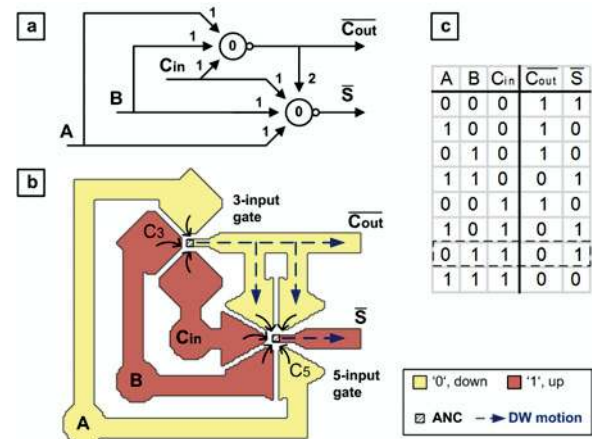 a
1
0
C̅o̅u̅t̅
1
Cin
1
2
1
B
1
0
S̅
A
1
b
3-input
gate
C̅o̅u̅t̅
C3
S̅
Cin
B
C5
5-input
gate
A
c
A B Cin C̅o̅u̅t̅ S̅
0 0 0 1 1
1 0 0 1 0
0 1 0 1 0
1 1 0 0 1
0 0 1 1 0
1 0 1 0 1
0 1 1 0 1
1 1 1 0 0
'0', down '1', up
ANC DW motion